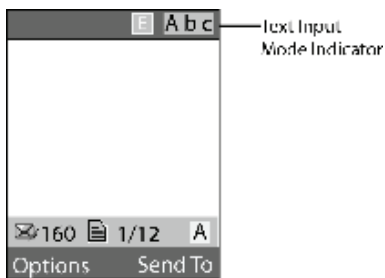 E Abc
Text Input
Mode Indicator
160 1/12 A
Options Send To